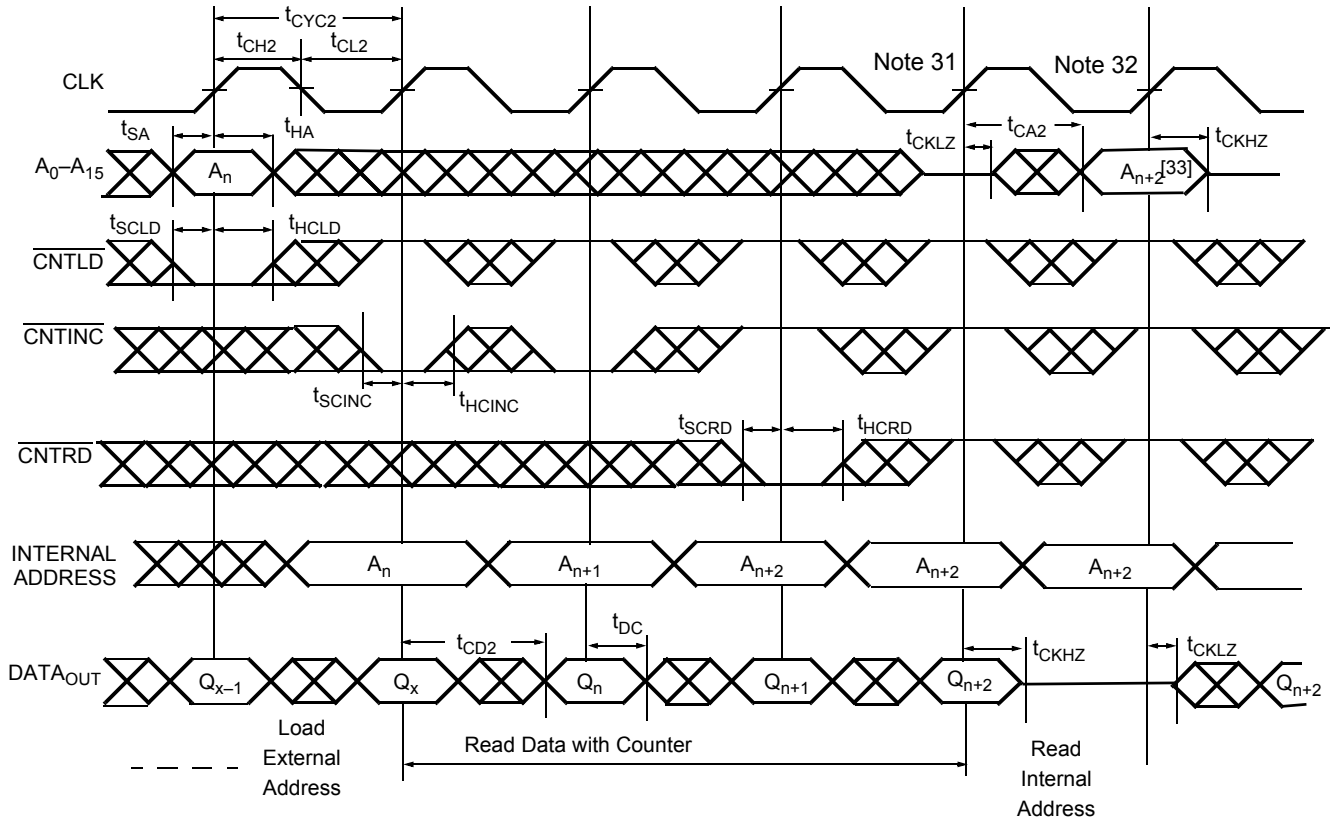 tCYC2
tCH2 tCL2
CLK Note 31 Note 32
tSA tHA tCKLZ tCA2 tCKHZ
A0–A15 An An+2[33]
tSCLD tHCLD
CNTLD
CNTINC
tSCINC tHCINC
tSCRD tHCRD
CNTRD
INTERNAL
ADDRESS An An+1 An+2 An+2 An+2
tCD2 tDC tCKHZ tCKLZ
DATAOUT Qx–1 Qx Qn Qn+1 Qn+2 Qn+2
Load
External
Address
Read Data with Counter
Read
Internal
Address